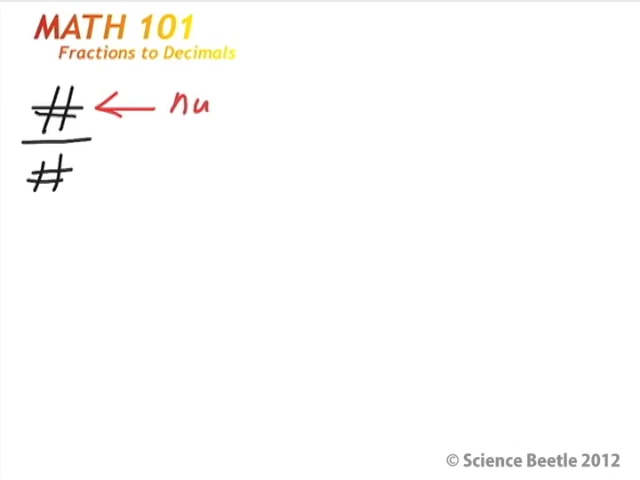 MATH 101
Fractions to Decimals
# ← nu
#
© Science Beetle 2012